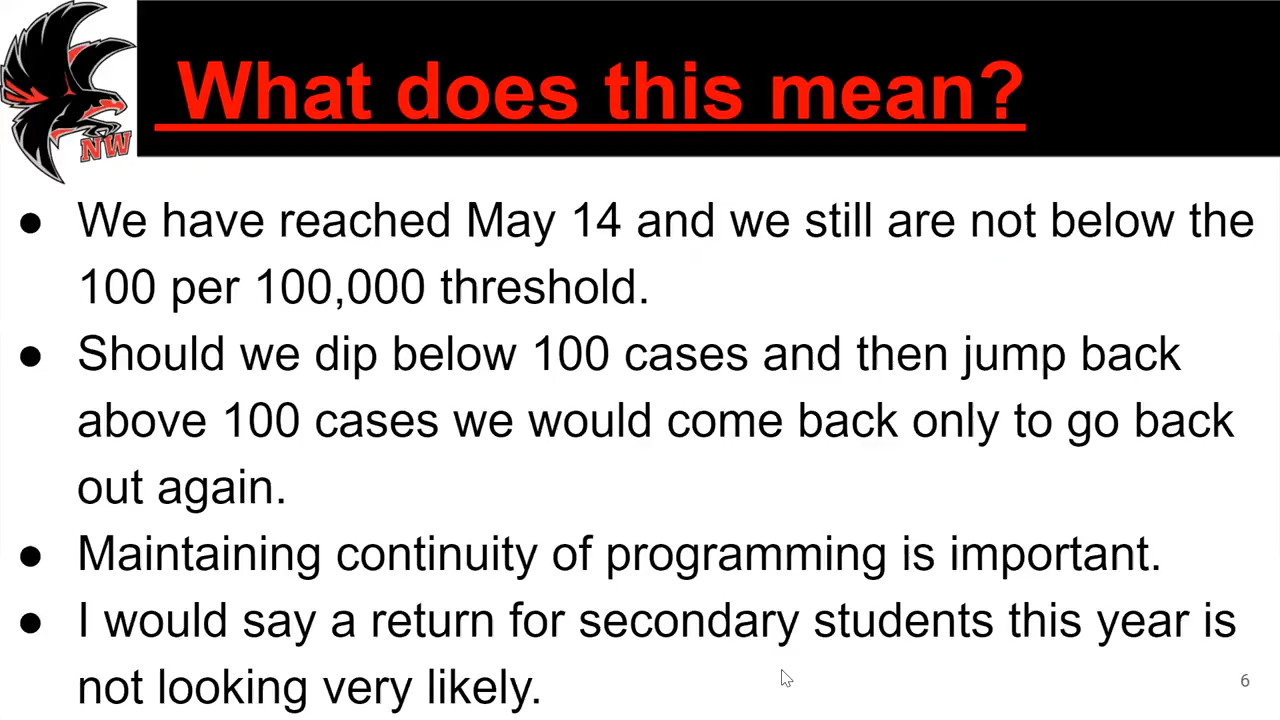 What does this mean?
NW
● We have reached May 14 and we still are not below the
100 per 100,000 threshold.
● Should we dip below 100 cases and then jump back
above 100 cases we would come back only to go back
out again.
● Maintaining continuity of programming is important.
● I would say a return for secondary students this year is
not looking very likely.
6